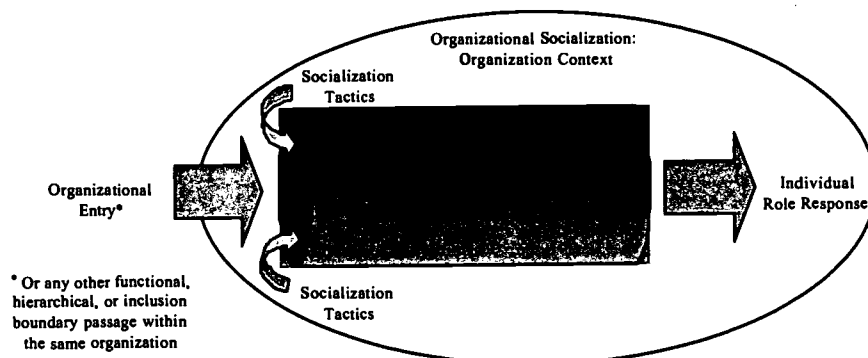 Organizational Socialization:
Organization Context
Socialization
Tactics
Organizational
Entry*
Individual
Role Response
* Or any other functional,
hierarchical, or inclusion
boundary passage within
the same organization
Socialization
Tactics